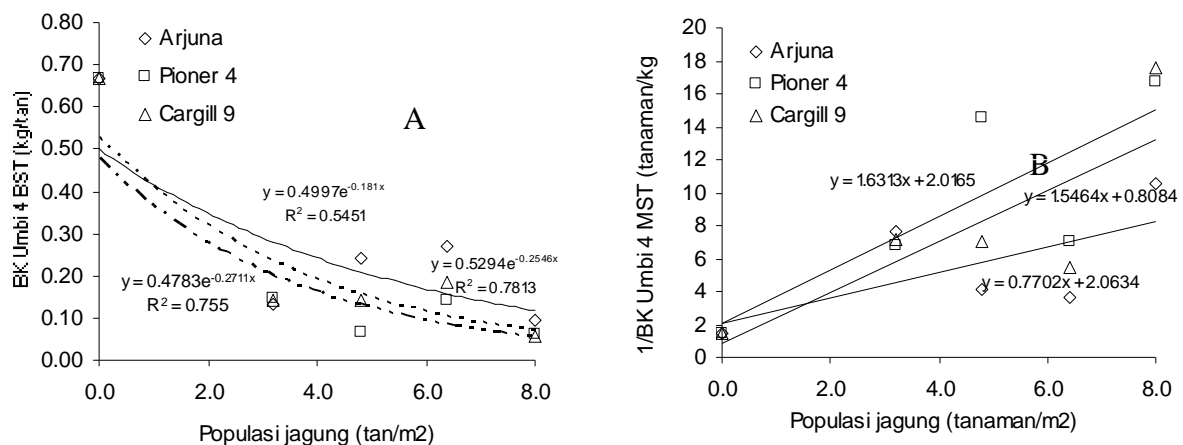 BK Umbi 4 BST (kg/tan)
0.80
0.70
0.60
0.50
0.40
0.30
0.20
0.10
0.00
Arjuna
Pioner 4
Cargill 9
A
y = 0.4997e-0.181x
R2 = 0.5451
y = 0.4783e-0.2711x
R2 = 0.755
y = 0.5294e-0.2546x
R2 = 0.7813
0.0 2.0 4.0 6.0 8.0
Populasi jagung (tan/m2)
1/BK Umbi 4 MST (tanaman/kg)
20
18
16
14
12
10
8
6
4
2
0
Arjuna
Pioner 4
Cargill 9
B
y = 1.6313x + 2.0165
y = 1.5464x + 0.8084
y = 0.7702x + 2.0634
0.0 2.0 4.0 6.0 8.0
Populasi jagung (tanaman/m2)